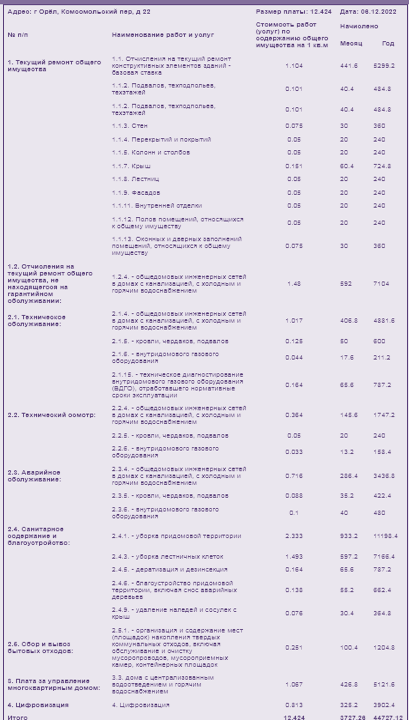 Адрес: г Орёл, Комсомольский пер, д 22
Размер платы: 12.424 Дата: 06.12.2022
№ п/п Наименование работ и услуг Стоимость работ (услуг) по содержанию общего имущества на 1 кв.м Начислено
Месяц Год
1. Текущий ремонт общего имущества
1.1. Отчисления на текущий ремонт конструктивных элементов зданий - базовая ставка 1.104 441.6 5299.2
1.1.2. Подвалов, техподпольев, техэтажей 0.101 40.4 484.8
1.1.2. Подвалов, техподпольев, техэтажей 0.101 40.4 484.8
1.1.3. Стен 0.075 30 360
1.1.4. Перекрытий и покрытий 0.05 20 240
1.1.5. Колонн и столбов 0.05 20 240
1.1.7. Крыш 0.151 60.4 724.8
1.1.8. Лестниц 0.05 20 240
1.1.9. Фасадов 0.05 20 240
1.1.11. Внутренней отделки 0.05 20 240
1.1.12. Полов помещений, относящихся к общему имуществу 0.05 20 240
1.1.13. Оконных и дверных заполнений помещений, относящихся к общему имуществу 0.075 30 360
1.2. Отчисления на текущий ремонт общего имущества, не находящегося на гарантийном обслуживании:
1.2.4. - общедомовых инженерных сетей в домах с канализацией, с холодным и горячим водоснабжением 1.48 592 7104
2.1. Техническое обслуживание:
2.1.4. - общедомовых инженерных сетей в домах с канализацией, с холодным и горячим водоснабжением 1.017 406.8 4881.6
2.1.5. - кровли, чердаков, подвалов 0.125 50 600
2.1.6. - внутридомового газового оборудования 0.044 17.6 211.2
2.1.15. - техническое диагностирование внутридомового газового оборудования (ВДГО), отработавшего нормативные сроки эксплуатации 0.164 65.6 787.2
2.2. Технический осмотр:
2.2.4. - общедомовых инженерных сетей в домах с канализацией, с холодным и горячим водоснабжением 0.364 145.6 1747.2
2.2.5. - кровли, чердаков, подвалов 0.05 20 240
2.2.6. - внутридомового газового оборудования 0.033 13.2 158.4
2.3. Аварийное обслуживание:
2.3.4. - общедомовых инженерных сетей в домах с канализацией, с холодным и горячим водоснабжением 0.716 286.4 3436.8
2.3.5. - кровли, чердаков, подвалов 0.088 35.2 422.4
2.3.6. - внутридомового газового оборудования 0.1 40 480
2.4. Санитарное содержание и благоустройство:
2.4.1. - уборка придомовой территории 2.333 933.2 11198.4
2.4.3. - уборка лестничных клеток 1.493 597.2 7166.4
2.4.5. - дератизация и дезинсекция 0.164 65.6 787.2
2.4.6. - благоустройство придомовой территории, включая снос аварийных деревьев 0.138 55.2 662.4
2.4.9. - удаление наледей и сосулек с крыш 0.076 30.4 364.8
2.5. Сбор и вывоз бытовых отходов:
2.5.1. - организация и содержание мест (площадок) накопления твердых коммунальных отходов, включая обслуживание и очистку мусоропроводов, мусороприемных камер, контейнерных площадок 0.251 100.4 1204.8
3. Плата за управление многоквартирным домом:
3.3. дома с централизованным водоотведением и горячим водоснабжением 1.067 426.8 5121.6
4. Цифровизация 4. Цифровизация 0.813 325.2 3902.4
Итого 12.424 3727.26 44727.12